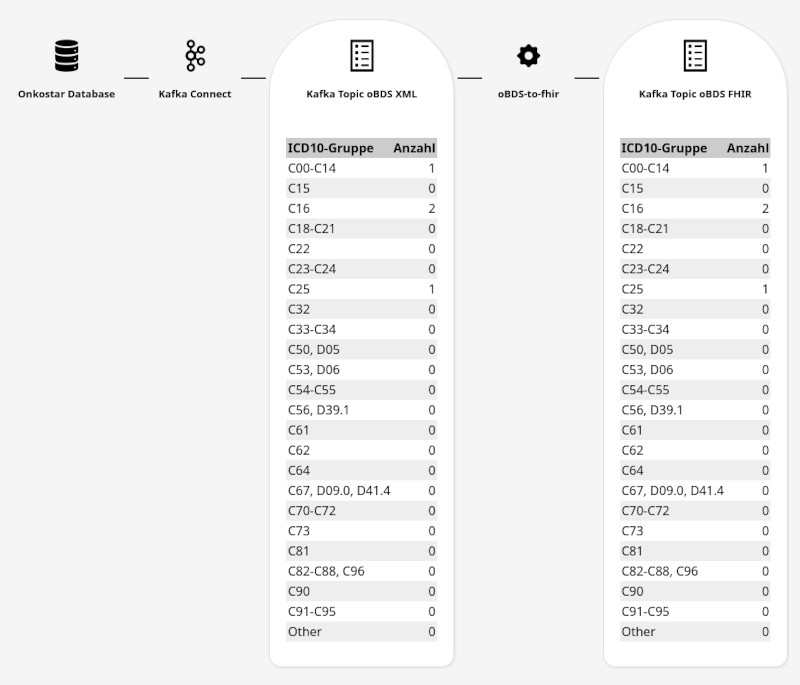 Onkostar Database
Kafka Connect
Kafka Topic oBDS XML
oBDS-to-fhir
Kafka Topic oBDS FHIR
ICD10-Gruppe Anzahl
C00-C14 1
C15 0
C16 2
C18-C21 0
C22 0
C23-C24 0
C25 1
C32 0
C33-C34 0
C50, D05 0
C53, D06 0
C54-C55 0
C56, D39.1 0
C61 0
C62 0
C64 0
C67, D09.0, D41.4 0
C70-C72 0
C73 0
C81 0
C82-C88, C96 0
C90 0
C91-C95 0
Other 0
ICD10-Gruppe Anzahl
C00-C14 1
C15 0
C16 2
C18-C21 0
C22 0
C23-C24 0
C25 1
C32 0
C33-C34 0
C50, D05 0
C53, D06 0
C54-C55 0
C56, D39.1 0
C61 0
C62 0
C64 0
C67, D09.0, D41.4 0
C70-C72 0
C73 0
C81 0
C82-C88, C96 0
C90 0
C91-C95 0
Other 0